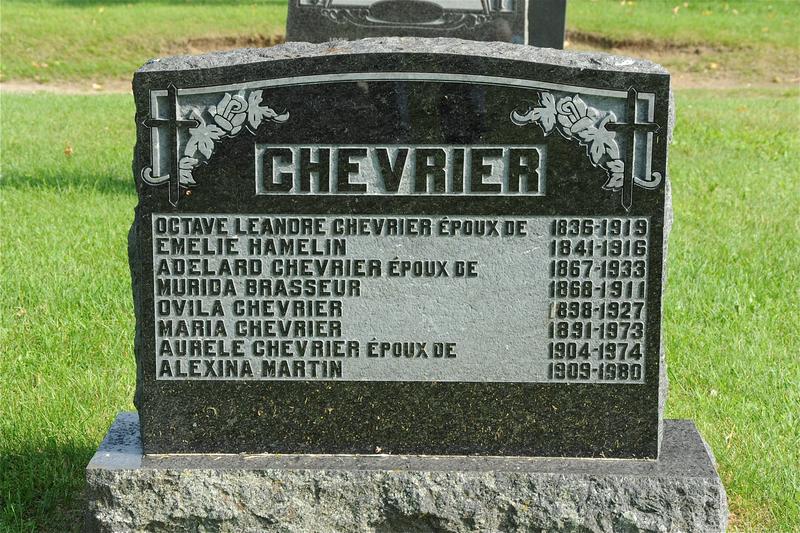 CHEVRIER
OCTAVE LEANDRE CHEVRIER ÉPOUX DE 1836-1919
EMELIE HAMELIN 1841-1916
ADELARD CHEVRIER ÉPOUX DE 1867-1933
MURIDA BRASSEUR 1868-1911
OVILA CHEVRIER 1898-1927
MARIA CHEVRIER 1891-1973
AURELE CHEVRIER ÉPOUX DE 1904-1974
ALEXINA MARTIN 1909-1980